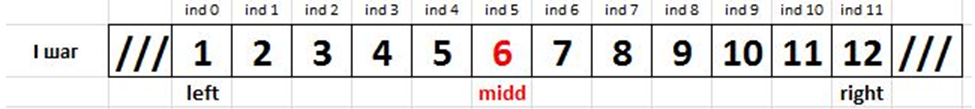 ind 0 ind 1 ind 2 ind 3 ind 4 ind 5 ind 6 ind 7 ind 8 ind 9 ind 10 ind 11
I шаг /// 1 2 3 4 5 6 7 8 9 10 11 12 ///
left midd right